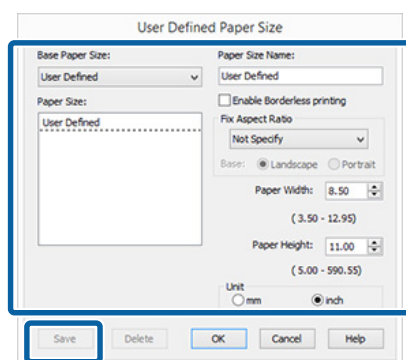 User Defined Paper Size
Base Paper Size:
User Defined
Paper Size:
User Defined
Paper Size Name:
User Defined
Enable Borderless printing
Fix Aspect Ratio
Not Specify
Base: Landscape Portrait
Paper Width: 8.50
( 3.50 - 12.95)
Paper Height: 11.00
( 5.00 - 590.55)
Unit
mm inch
Save Delete OK Cancel Help